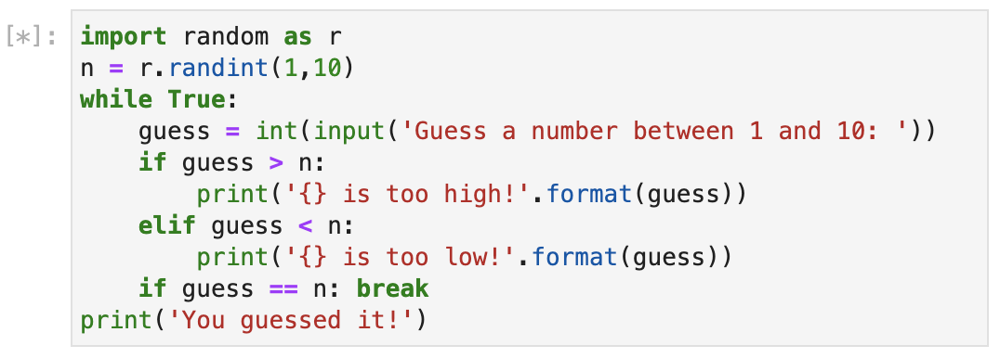 [*]: import random as r
n = r.randint(1,10)
while True:
    guess = int(input('Guess a number between 1 and 10: '))
    if guess > n:
        print('{} is too high!'.format(guess))
    elif guess < n:
        print('{} is too low!'.format(guess))
    if guess == n: break
print('You guessed it!')